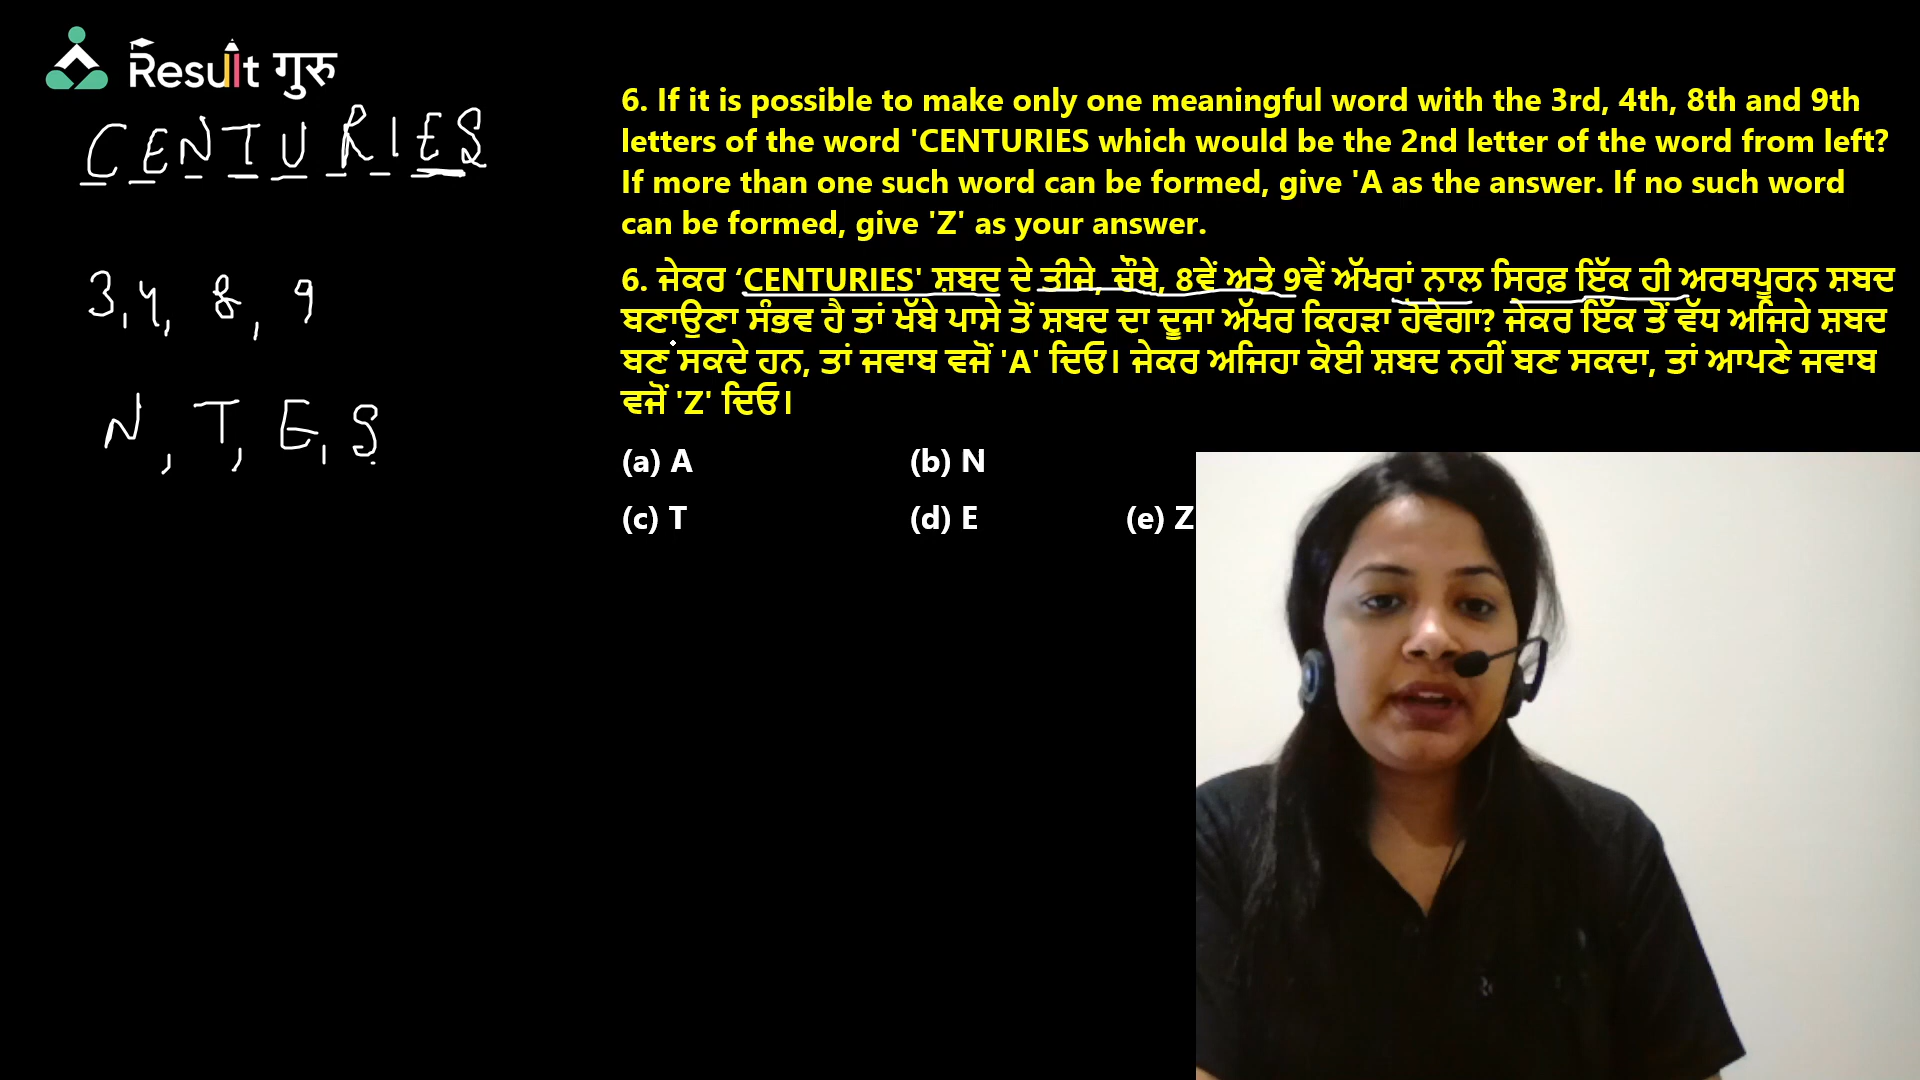 Result गुरु
CENTURIES
3, 4, 8, 9
N, T, E, S
6. If it is possible to make only one meaningful word with the 3rd, 4th, 8th and 9th
letters of the word 'CENTURIES which would be the 2nd letter of the word from left?
If more than one such word can be formed, give 'A as the answer. If no such word
can be formed, give 'Z' as your answer.
6. ਜੇਕਰ ‘CENTURIES' ਸ਼ਬਦ ਦੇ ਤੀਜੇ, ਚੌਥੇ, 8ਵੇਂ ਅਤੇ 9ਵੇਂ ਅੱਖਰਾਂ ਨਾਲ ਸਿਰਫ਼ ਇੱਕ ਹੀ ਅਰਥਪੂਰਨ ਸ਼ਬਦ
ਬਣਾਉਣਾ ਸੰਭਵ ਹੈ ਤਾਂ ਖੱਬੇ ਪਾਸੇ ਤੋਂ ਸ਼ਬਦ ਦਾ ਦੂਜਾ ਅੱਖਰ ਕਿਹੜਾ ਹੋਵੇਗਾ? ਜੇਕਰ ਇੱਕ ਤੋਂ ਵੱਧ ਅਜਿਹੇ ਸ਼ਬਦ
ਬਣ ਸਕਦੇ ਹਨ, ਤਾਂ ਜਵਾਬ ਵਜੋਂ 'A' ਦਿਓ। ਜੇਕਰ ਅਜਿਹਾ ਕੋਈ ਸ਼ਬਦ ਨਹੀਂ ਬਣ ਸਕਦਾ, ਤਾਂ ਆਪਣੇ ਜਵਾਬ
ਵਜੋਂ 'Z' ਦਿਓ।
(a) A (b) N
(c) T (d) E (e) Z